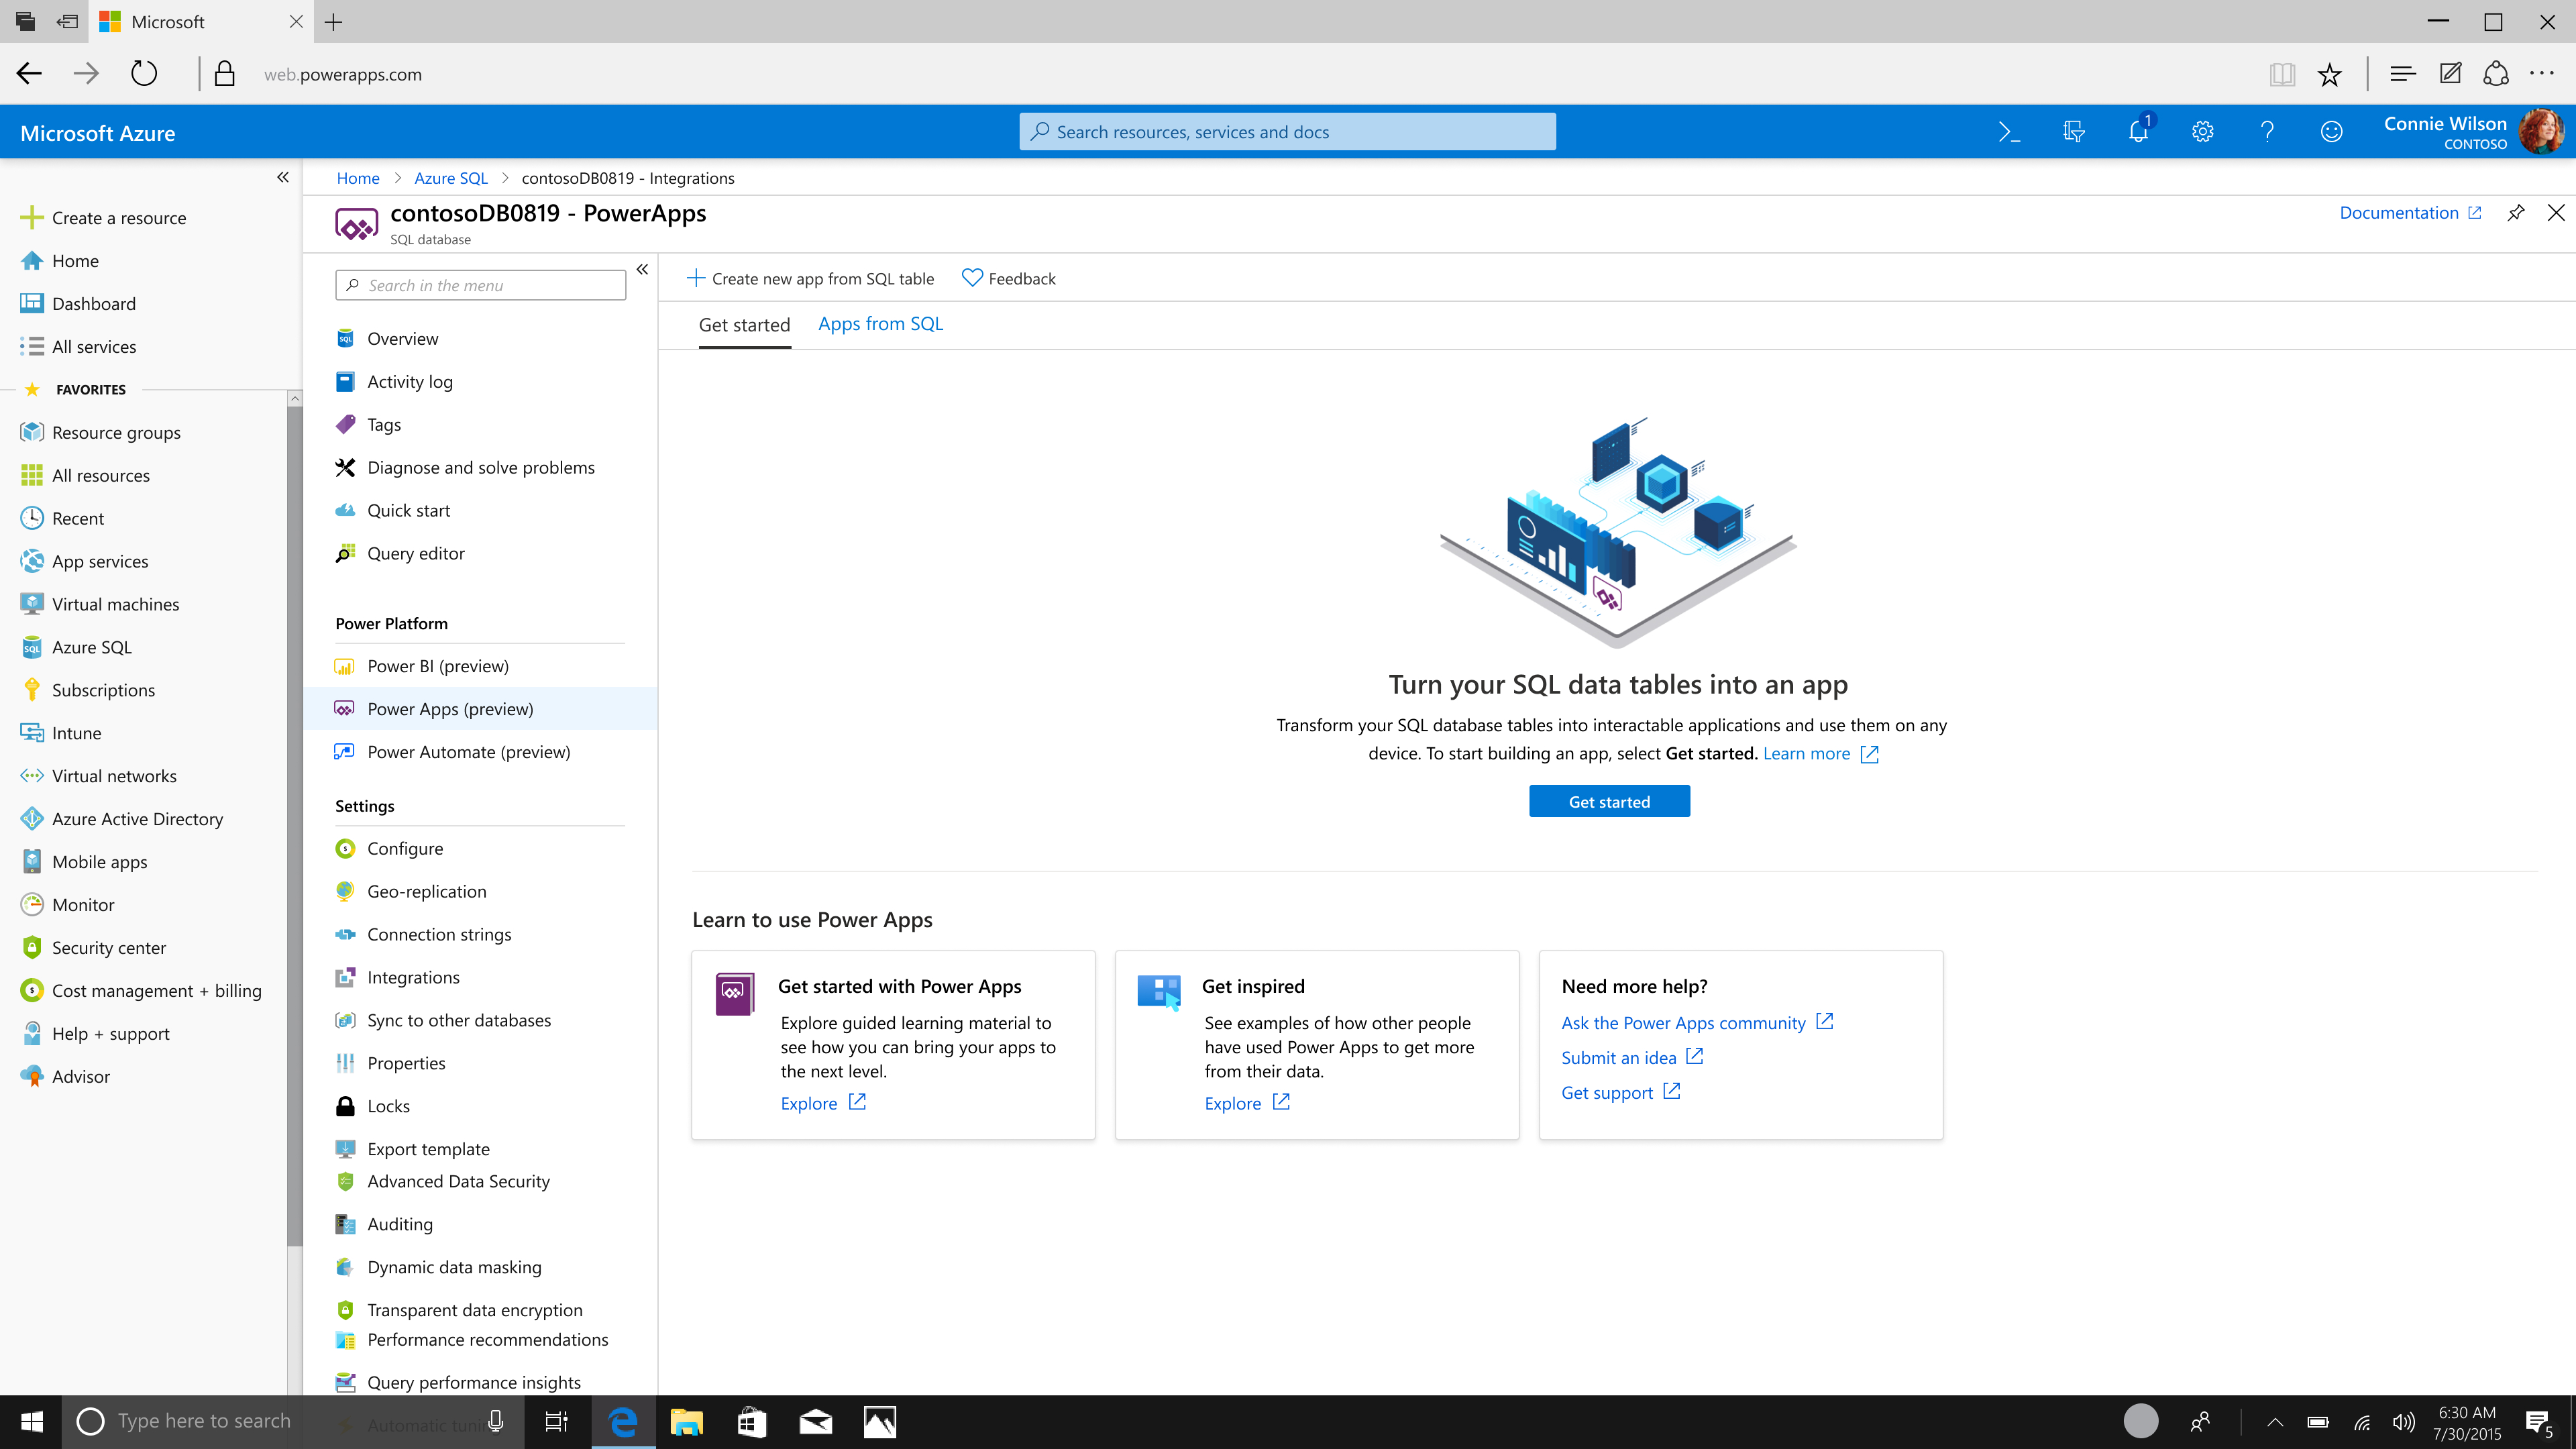 Microsoft
web.powerapps.com
Microsoft Azure
Search resources, services and docs
1
Connie Wilson
CONTOSO
Home
Azure SQL
contosoDB0819 - Integrations
Create a resource
Home
Dashboard
All services
FAVORITES
Resource groups
All resources
Recent
App services
Virtual machines
Azure SQL
Subscriptions
Intune
Virtual networks
Azure Active Directory
Mobile apps
Monitor
Security center
Cost management + billing
Help + support
Advisor
contosoDB0819 - PowerApps
SQL database
Documentation
Search in the menu
Overview
Activity log
Tags
Diagnose and solve problems
Quick start
Query editor
Power Platform
Power BI (preview)
Power Apps (preview)
Power Automate (preview)
Settings
Configure
Geo-replication
Connection strings
Integrations
Sync to other databases
Properties
Locks
Export template
Advanced Data Security
Auditing
Dynamic data masking
Transparent data encryption
Performance recommendations
Query performance insights
Create new app from SQL table
Feedback
Get started
Apps from SQL
Turn your SQL data tables into an app
Transform your SQL database tables into interactable applications and use them on any
device. To start building an app, select Get started. Learn more
Get started
Learn to use Power Apps
Get started with Power Apps
Explore guided learning material to
see how you can bring your apps to
the next level.
Explore
Get inspired
See examples of how other people
have used Power Apps to get more
from their data.
Explore
Need more help?
Ask the Power Apps community
Submit an idea
Get support
Type here to search
6:30 AM
7/30/2015
5